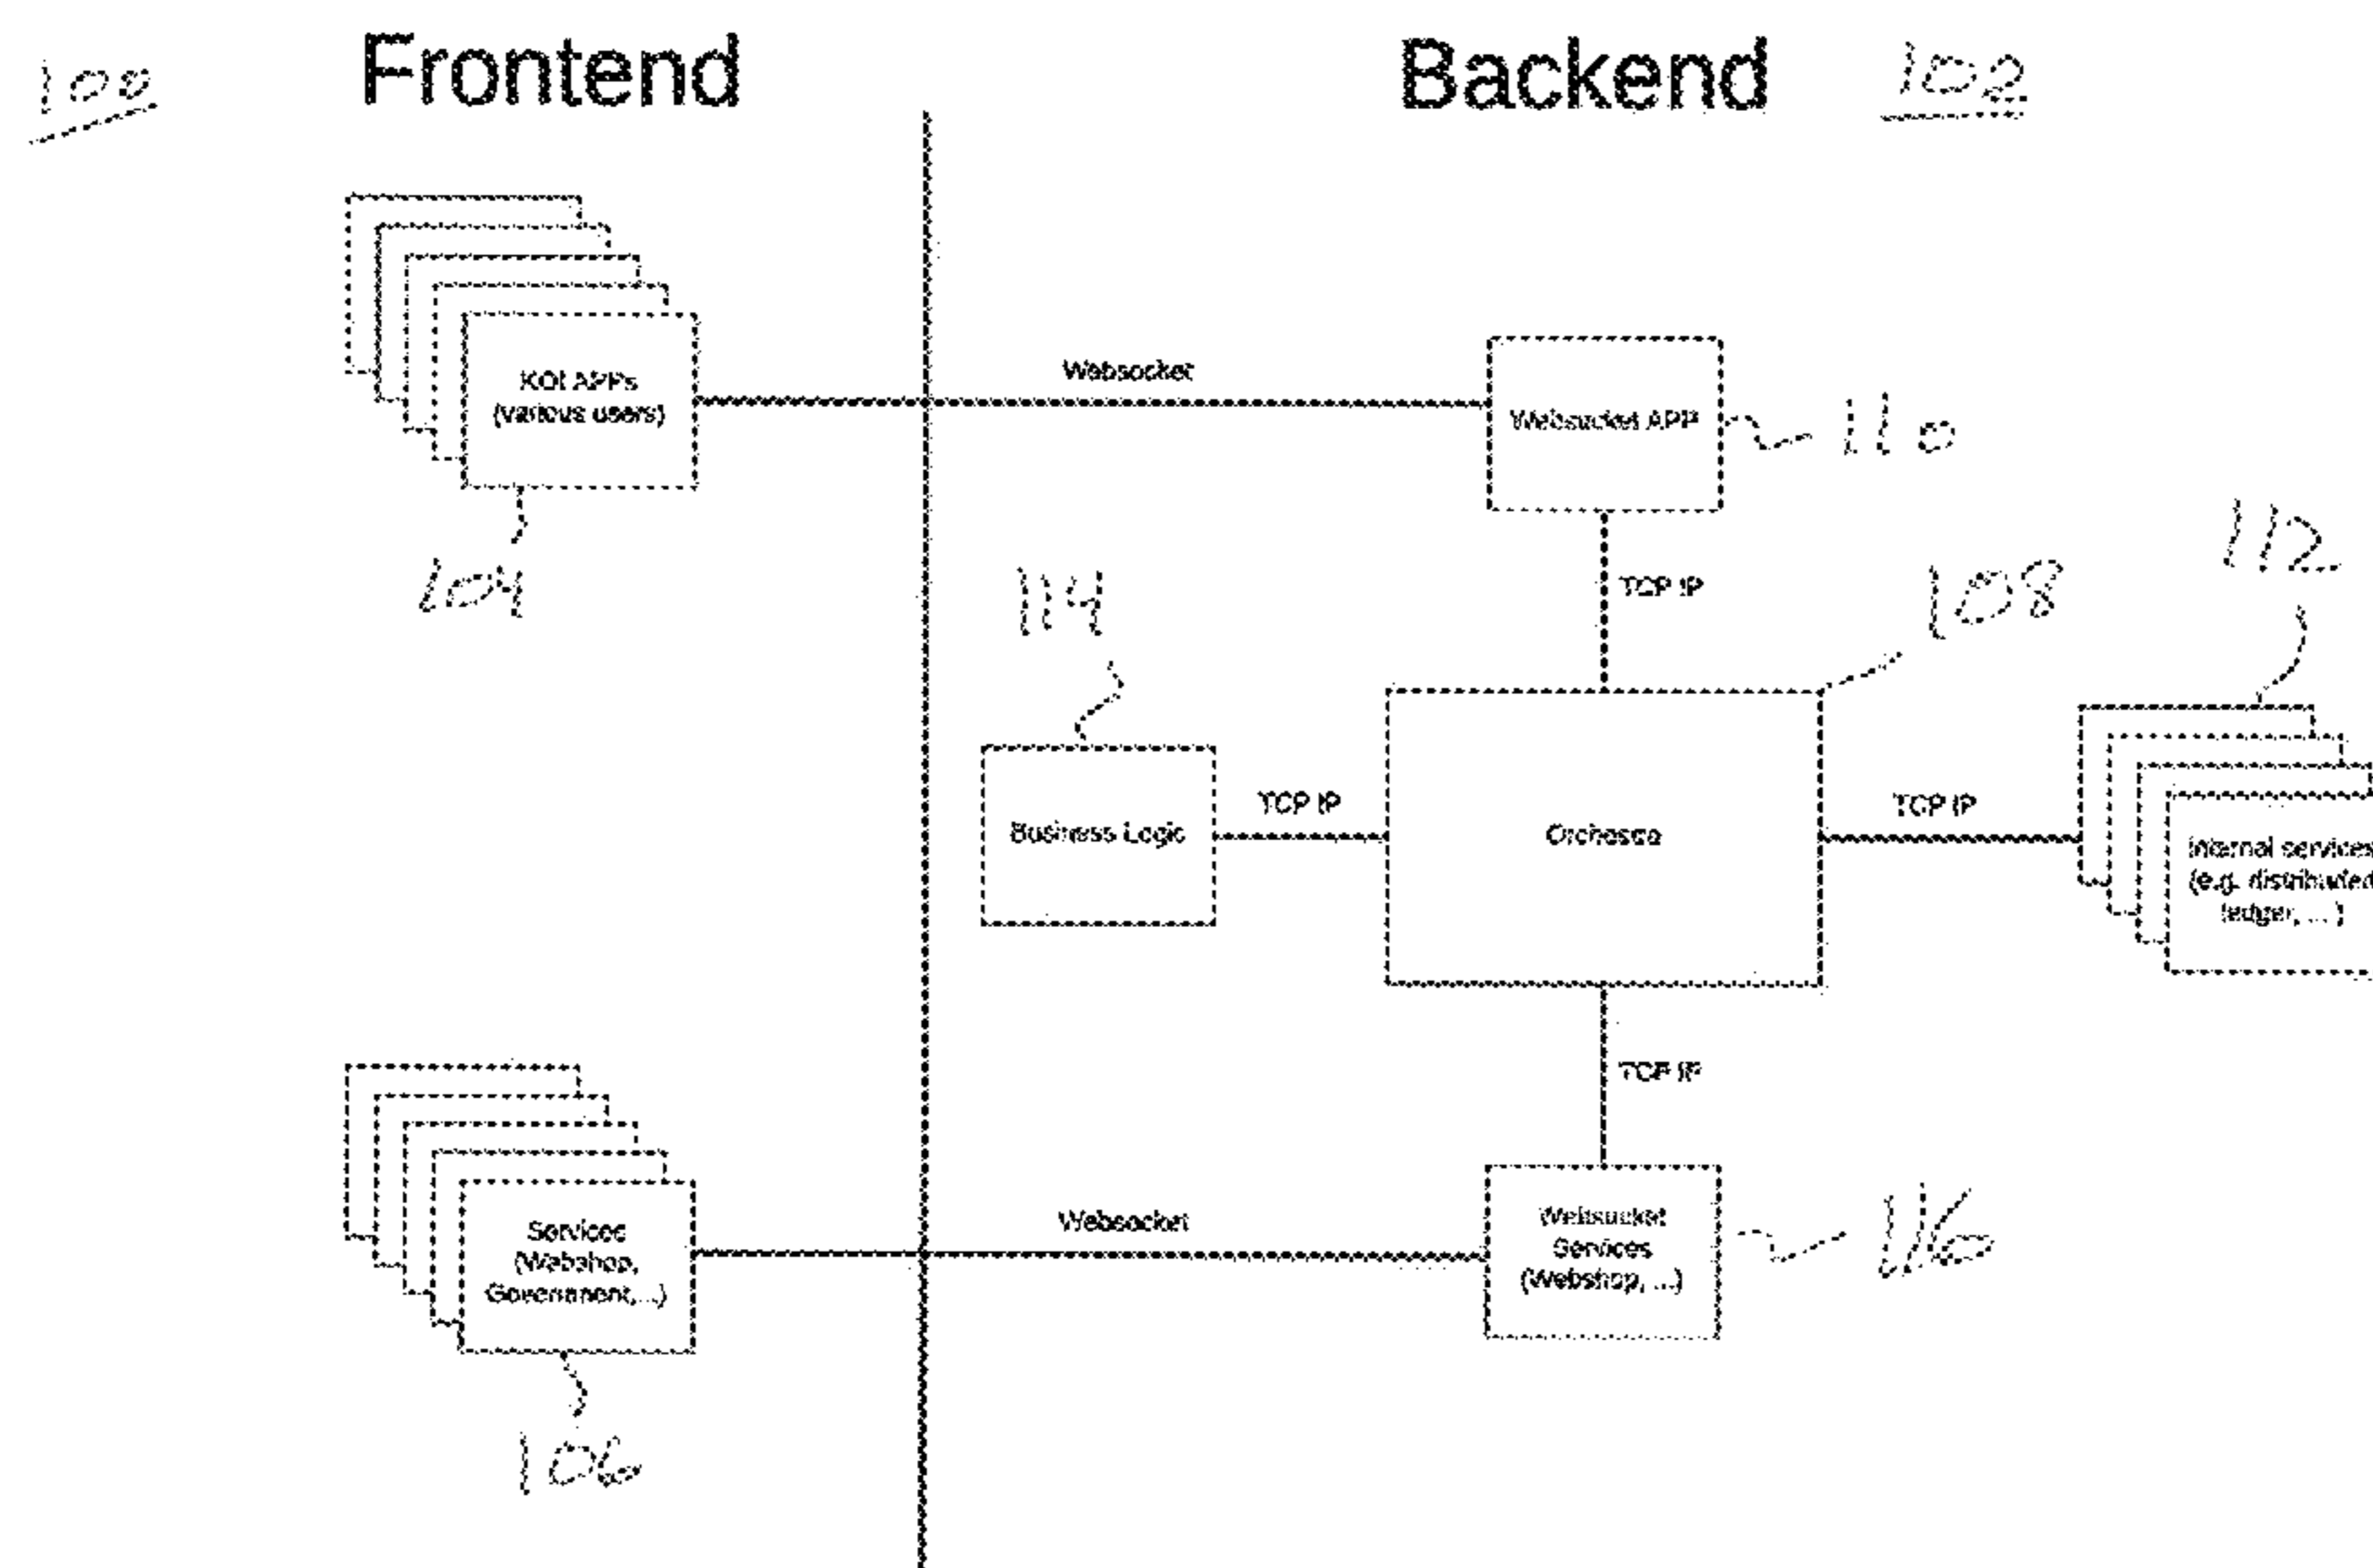 100
Frontend
Backend
102
KOI APPs
(various users)
104
Websocket
Websocket APP
110
TCP IP
112
114
108
Business Logic
TCP IP
Orchestra
TCP IP
Internal services
(e.g. distributed
ledger, ...)
TCP IP
Services
(Webshop,
Government,...)
106
Websocket
Websocket
Services
(Webshop, ...)
116